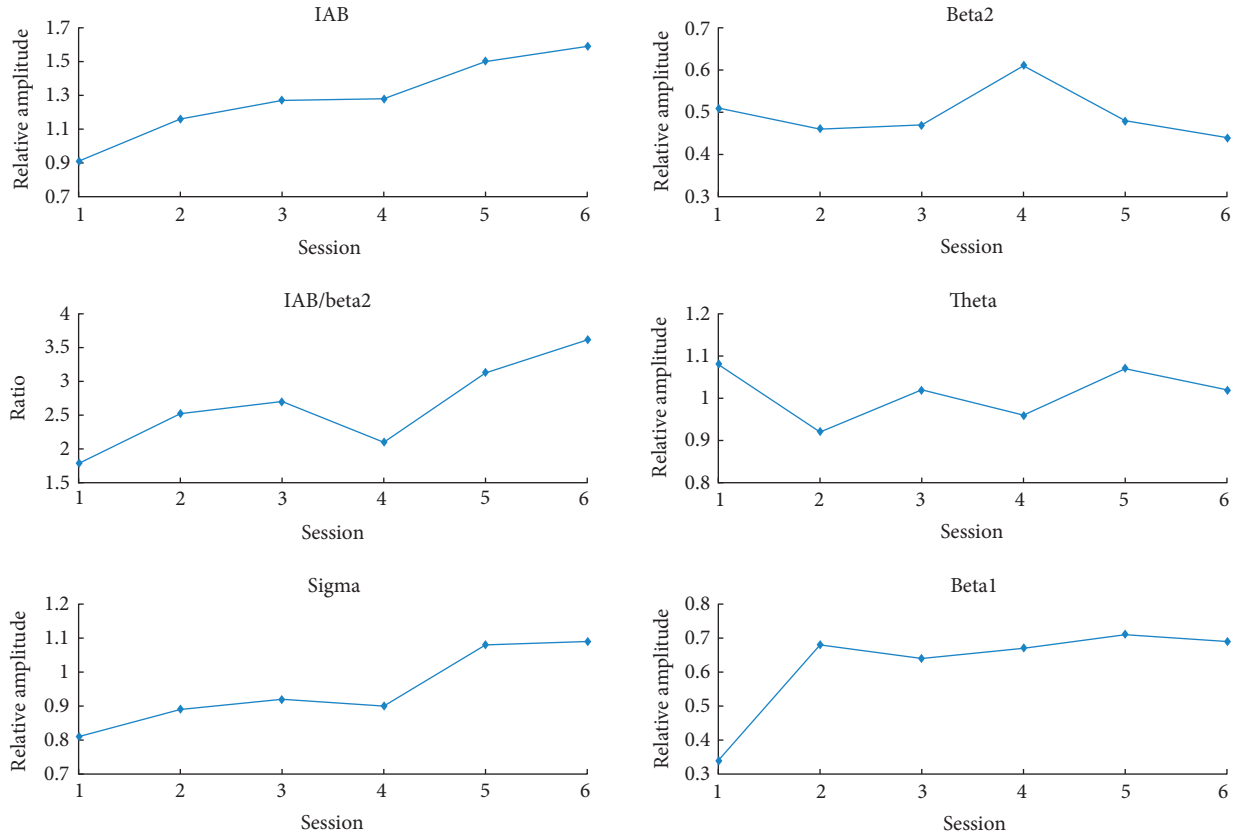 IAB
Relative amplitude
1.7
1.5
1.3
1.1
0.9
0.7
1 2 3 4 5 6
Session
Beta2
Relative amplitude
0.7
0.6
0.5
0.4
0.3
1 2 3 4 5 6
Session
IAB/beta2
Ratio
4
3.5
3
2.5
2
1.5
1 2 3 4 5 6
Session
Theta
Relative amplitude
1.2
1.1
1
0.9
0.8
1 2 3 4 5 6
Session
Sigma
Relative amplitude
1.2
1.1
1
0.9
0.8
0.7
1 2 3 4 5 6
Session
Beta1
Relative amplitude
0.8
0.7
0.6
0.5
0.4
0.3
1 2 3 4 5 6
Session